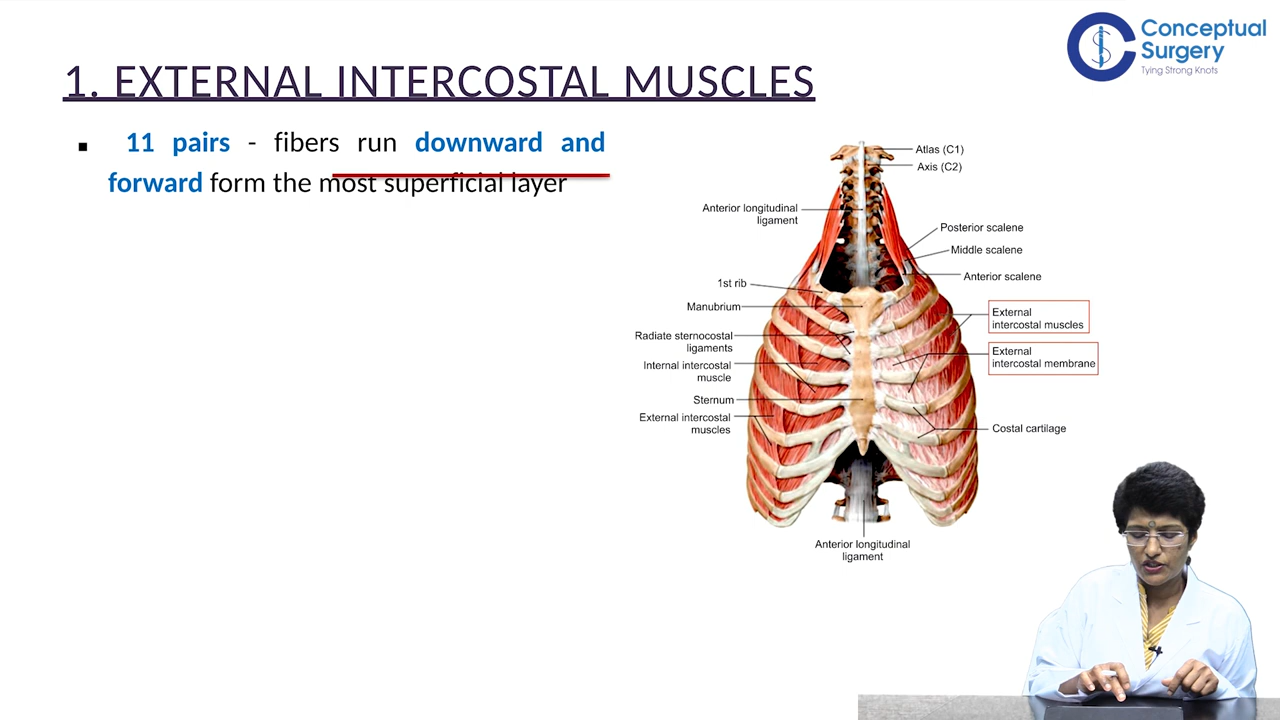 Conceptual
Surgery
Tying Strong Knots
1. EXTERNAL INTERCOSTAL MUSCLES
▪ 11 pairs - fibers run downward and
forward form the most superficial layer
Atlas (C1)
Axis (C2)
Anterior longitudinal
ligament
Posterior scalene
Middle scalene
Anterior scalene
1st rib
Manubrium
External
intercostal muscles
Radiate sternocostal
ligaments
External
intercostal membrane
Internal intercostal
muscle
Sternum
External intercostal
muscles
Costal cartilage
Anterior longitudinal
ligament